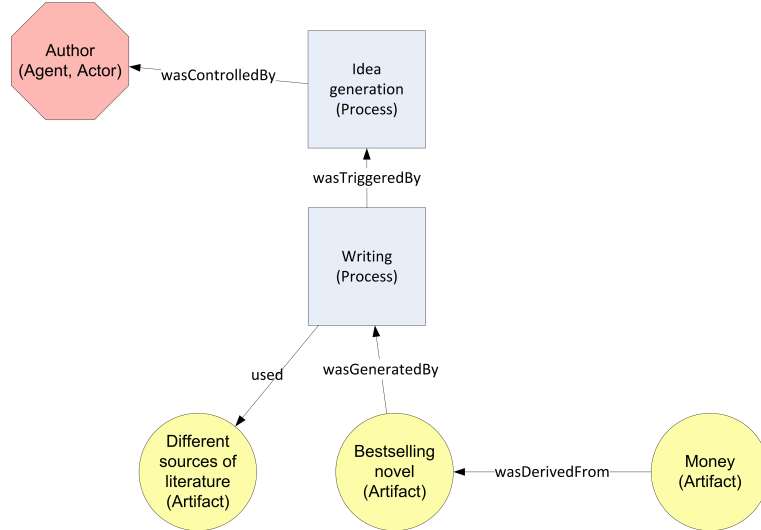 Author
(Agent, Actor)
wasControlledBy
Idea
generation
(Process)
wasTriggeredBy
Writing
(Process)
used
wasGeneratedBy
Different
sources of
literature
(Artifact)
Bestselling
novel
(Artifact)
wasDerivedFrom
Money
(Artifact)